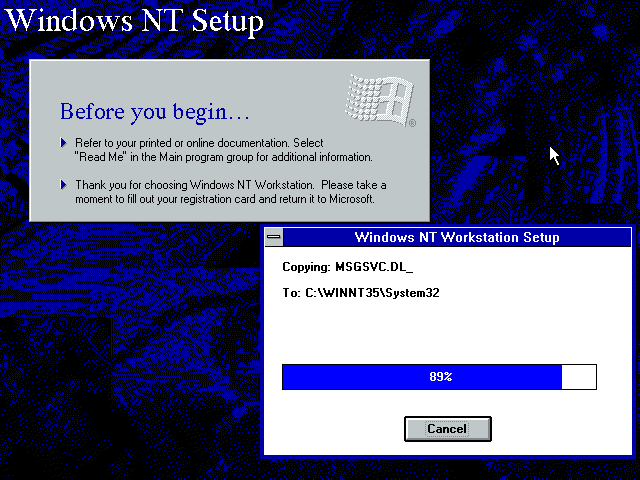 Windows NT Setup
Before you begin...
Refer to your printed or online documentation. Select
"Read Me" in the Main program group for additional information.
Thank you for choosing Windows NT Workstation. Please take a
moment to fill out your registration card and return it to Microsoft.
Windows NT Workstation Setup
Copying: MSGSVC.DL_
To: C:\WINNT35\System32
89%
Cancel